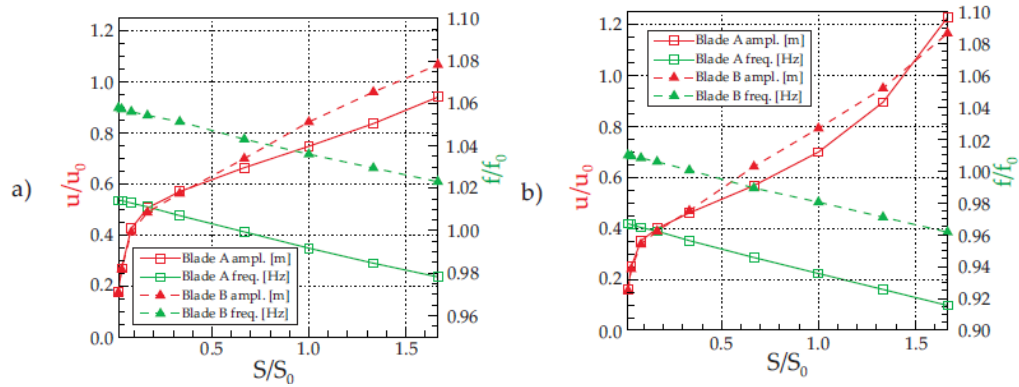 a)
u/u0
1.2
1.0
0.8
0.6
0.4
0.2
0.0
0.5
1.0
1.5
S/S0
1.10
1.08
1.06
1.04
1.02
1.00
0.98
0.96
f/f0
Blade A ampl. [m]
Blade A freq. [Hz]
Blade B ampl. [m]
Blade B freq. [Hz]
b)
u/u0
1.2
1.0
0.8
0.6
0.4
0.2
0.0
0.5
1.0
1.5
S/S0
1.10
1.08
1.06
1.04
1.02
1.00
0.98
0.96
0.94
0.92
0.90
f/f0
Blade A ampl. [m]
Blade A freq. [Hz]
Blade B ampl. [m]
Blade B freq. [Hz]